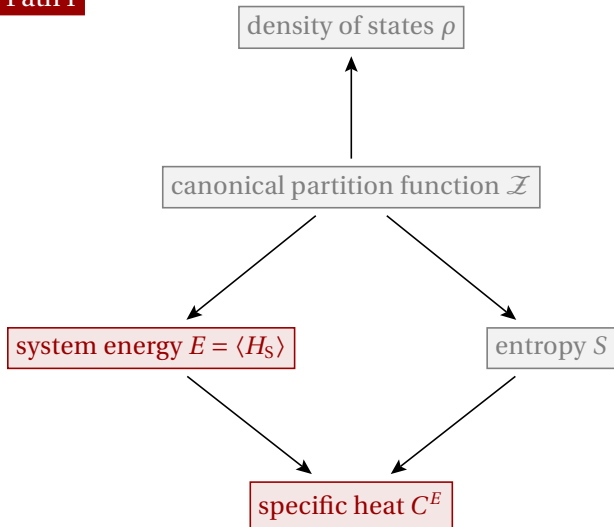 Path I
density of states ρ
canonical partition function 𝒵
system energy E = ⟨H_S⟩
entropy S
specific heat C^E